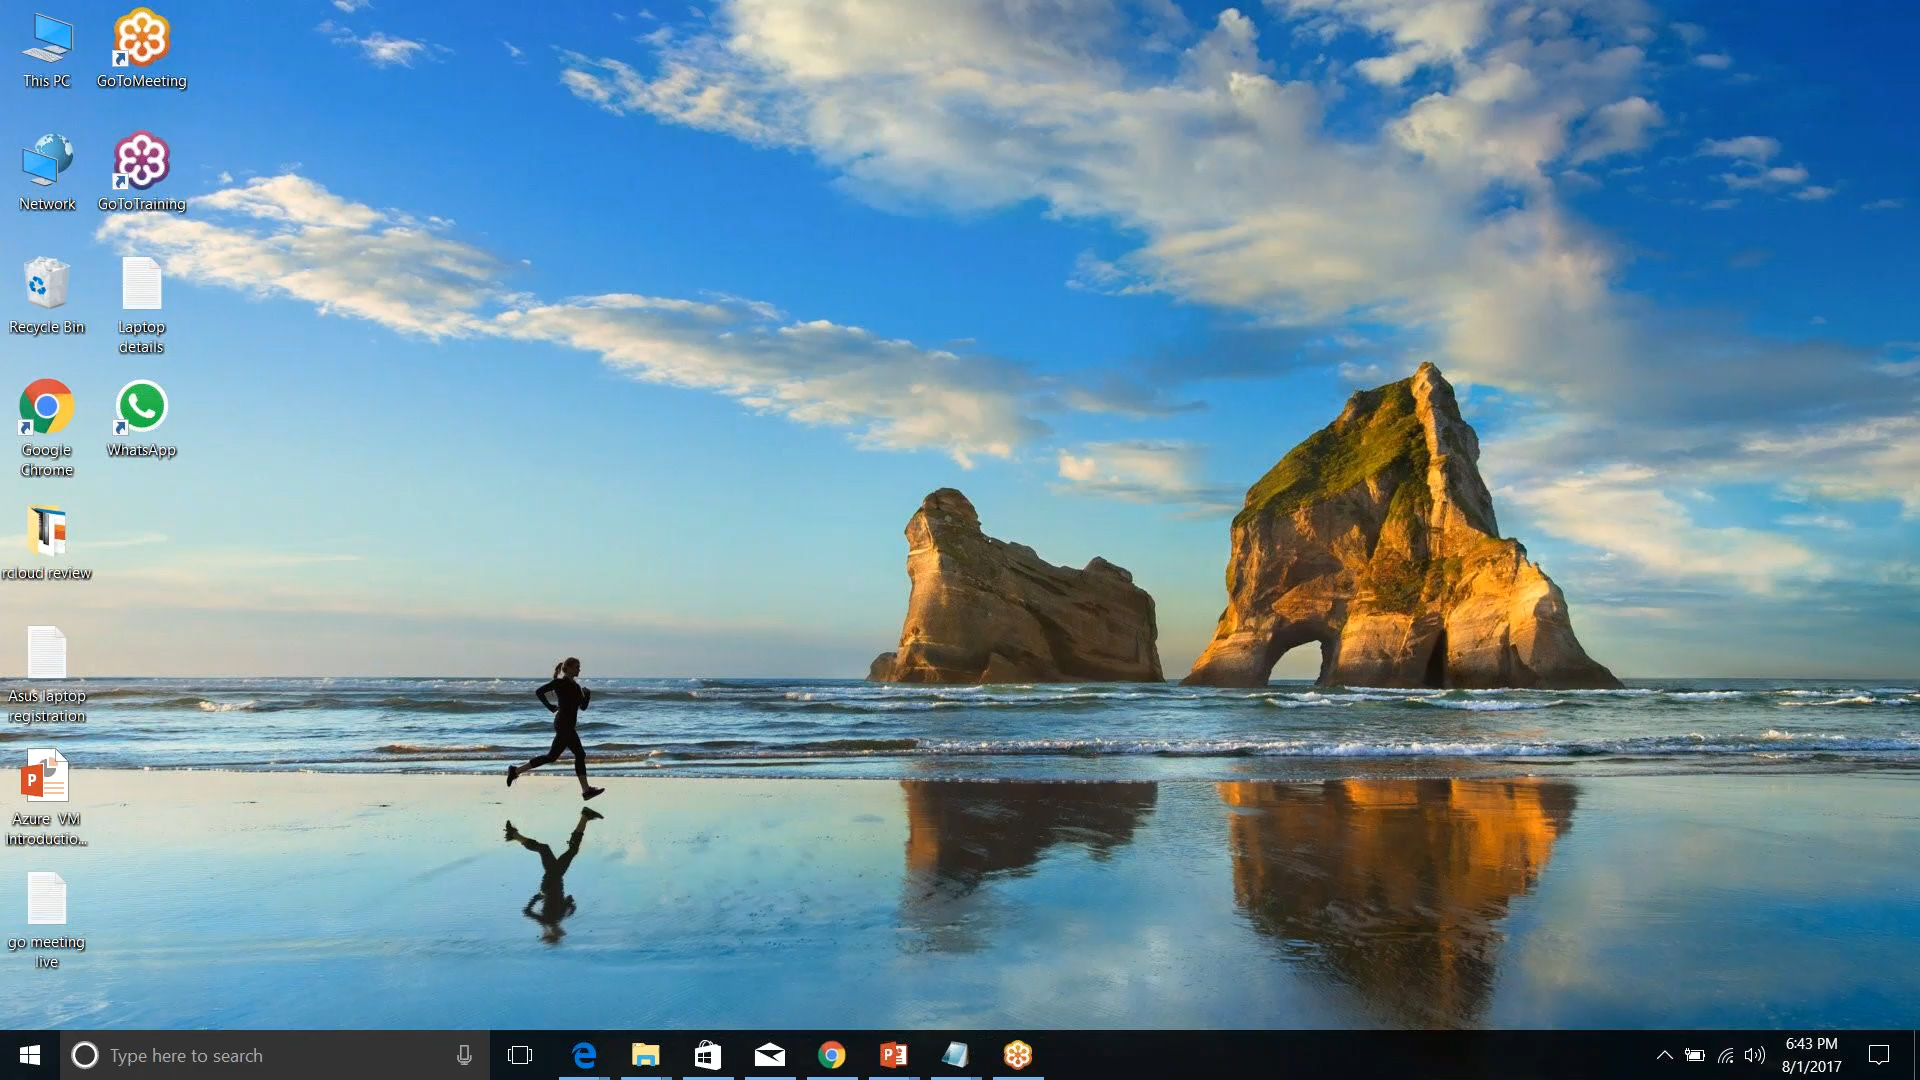 This PC
GoToMeeting
Network
GoToTraining
Recycle Bin
Laptop
details
Google
Chrome
WhatsApp
rcloud review
Asus laptop
registration
P
Azure VM
Introductio...
go meeting
live
Type here to search
P
6:43 PM
8/1/2017